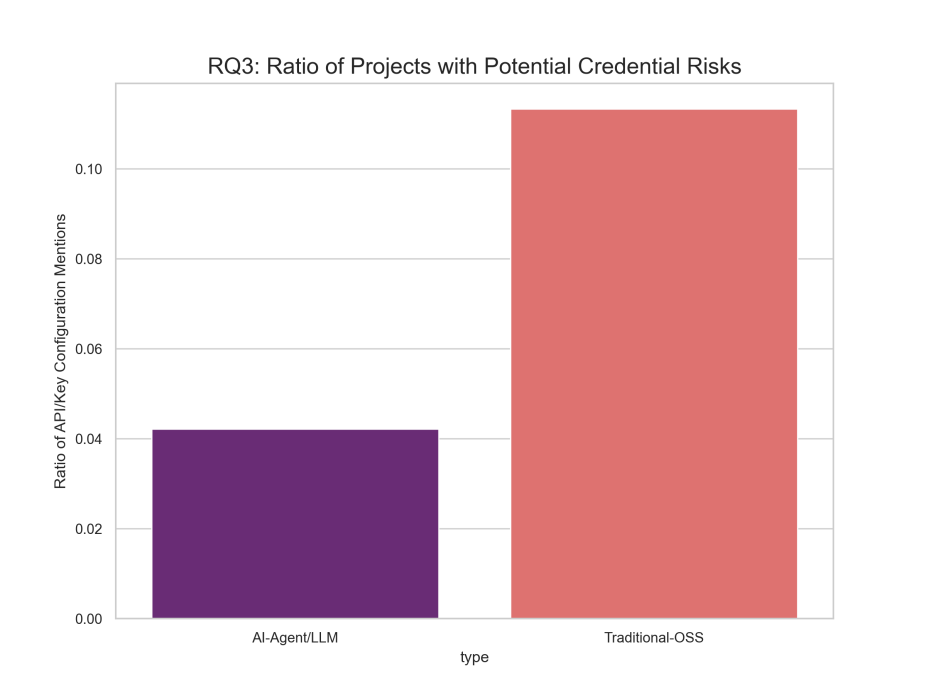 RQ3: Ratio of Projects with Potential Credential Risks
Ratio of API/Key Configuration Mentions
0.10
0.08
0.06
0.04
0.02
0.00
AI-Agent/LLM
Traditional-OSS
type